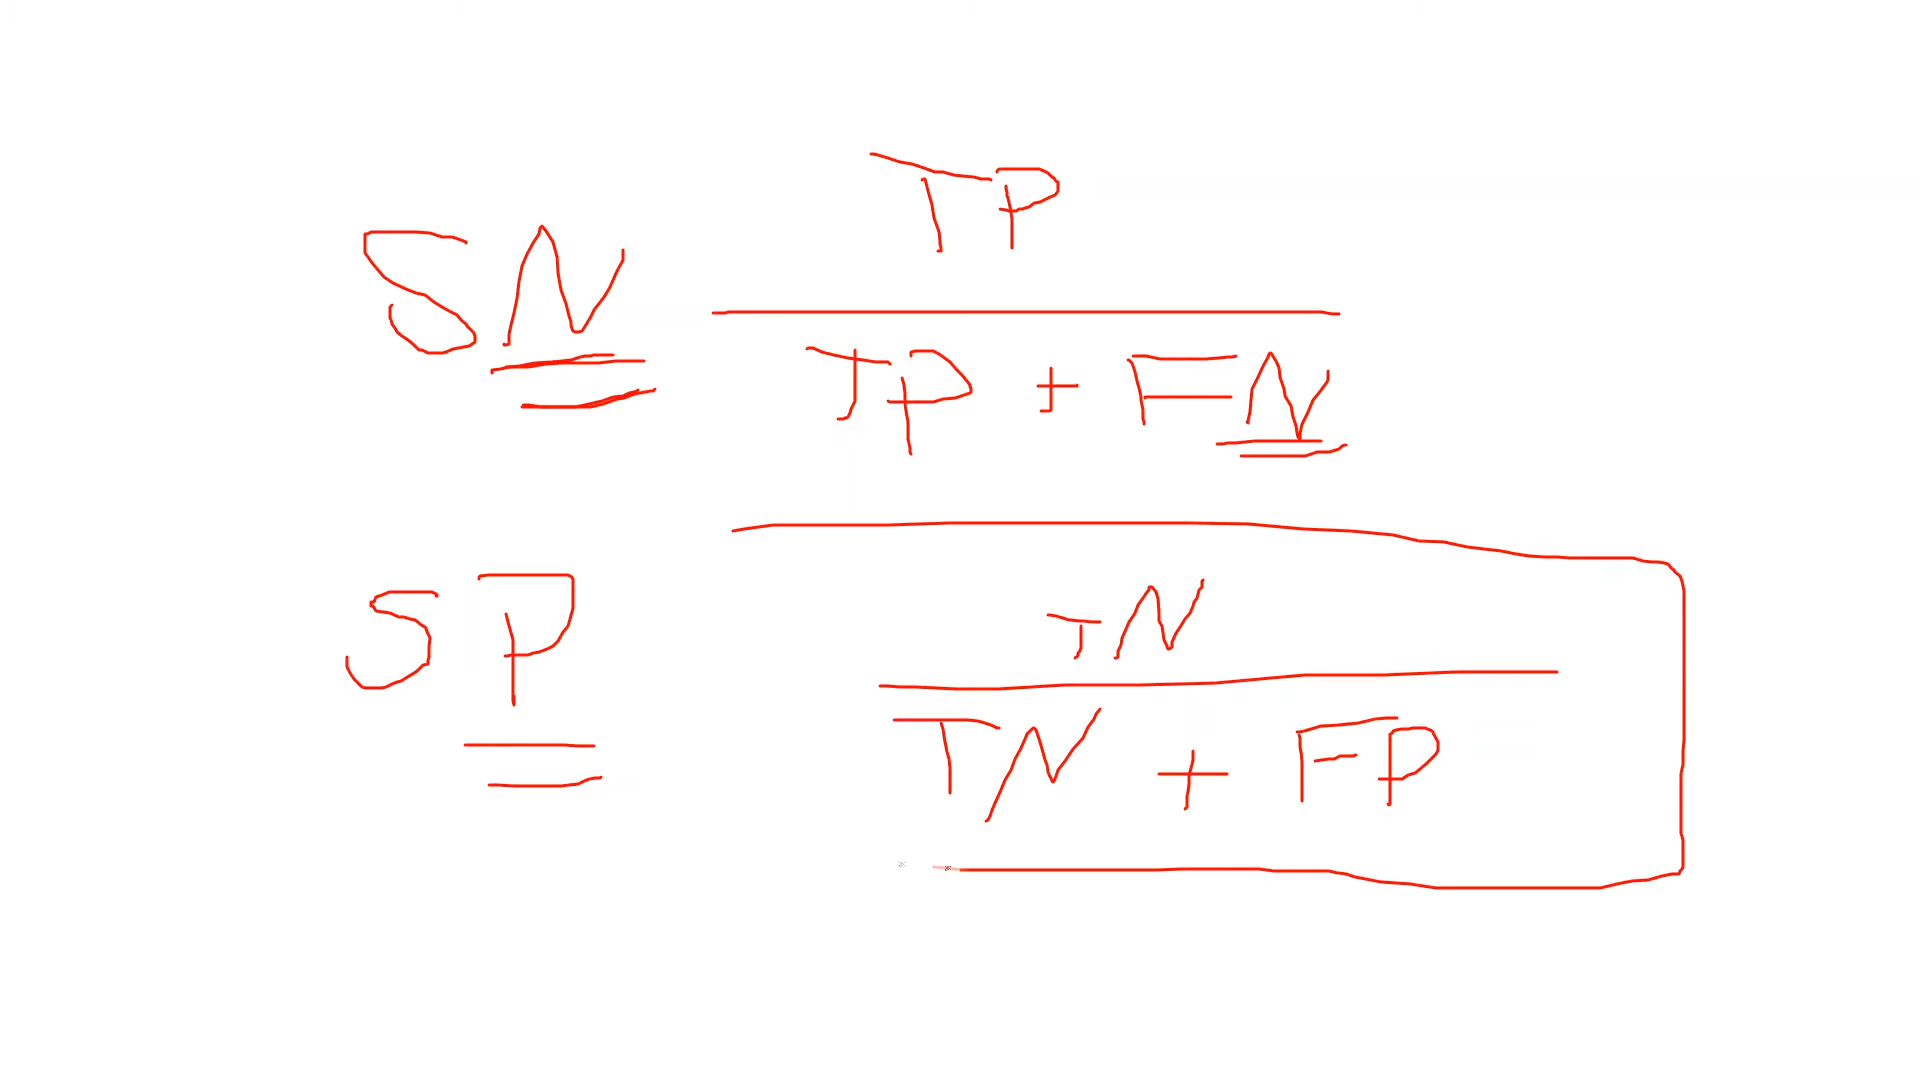 TP
SN
TP + FN
TN
SP
TN + FP